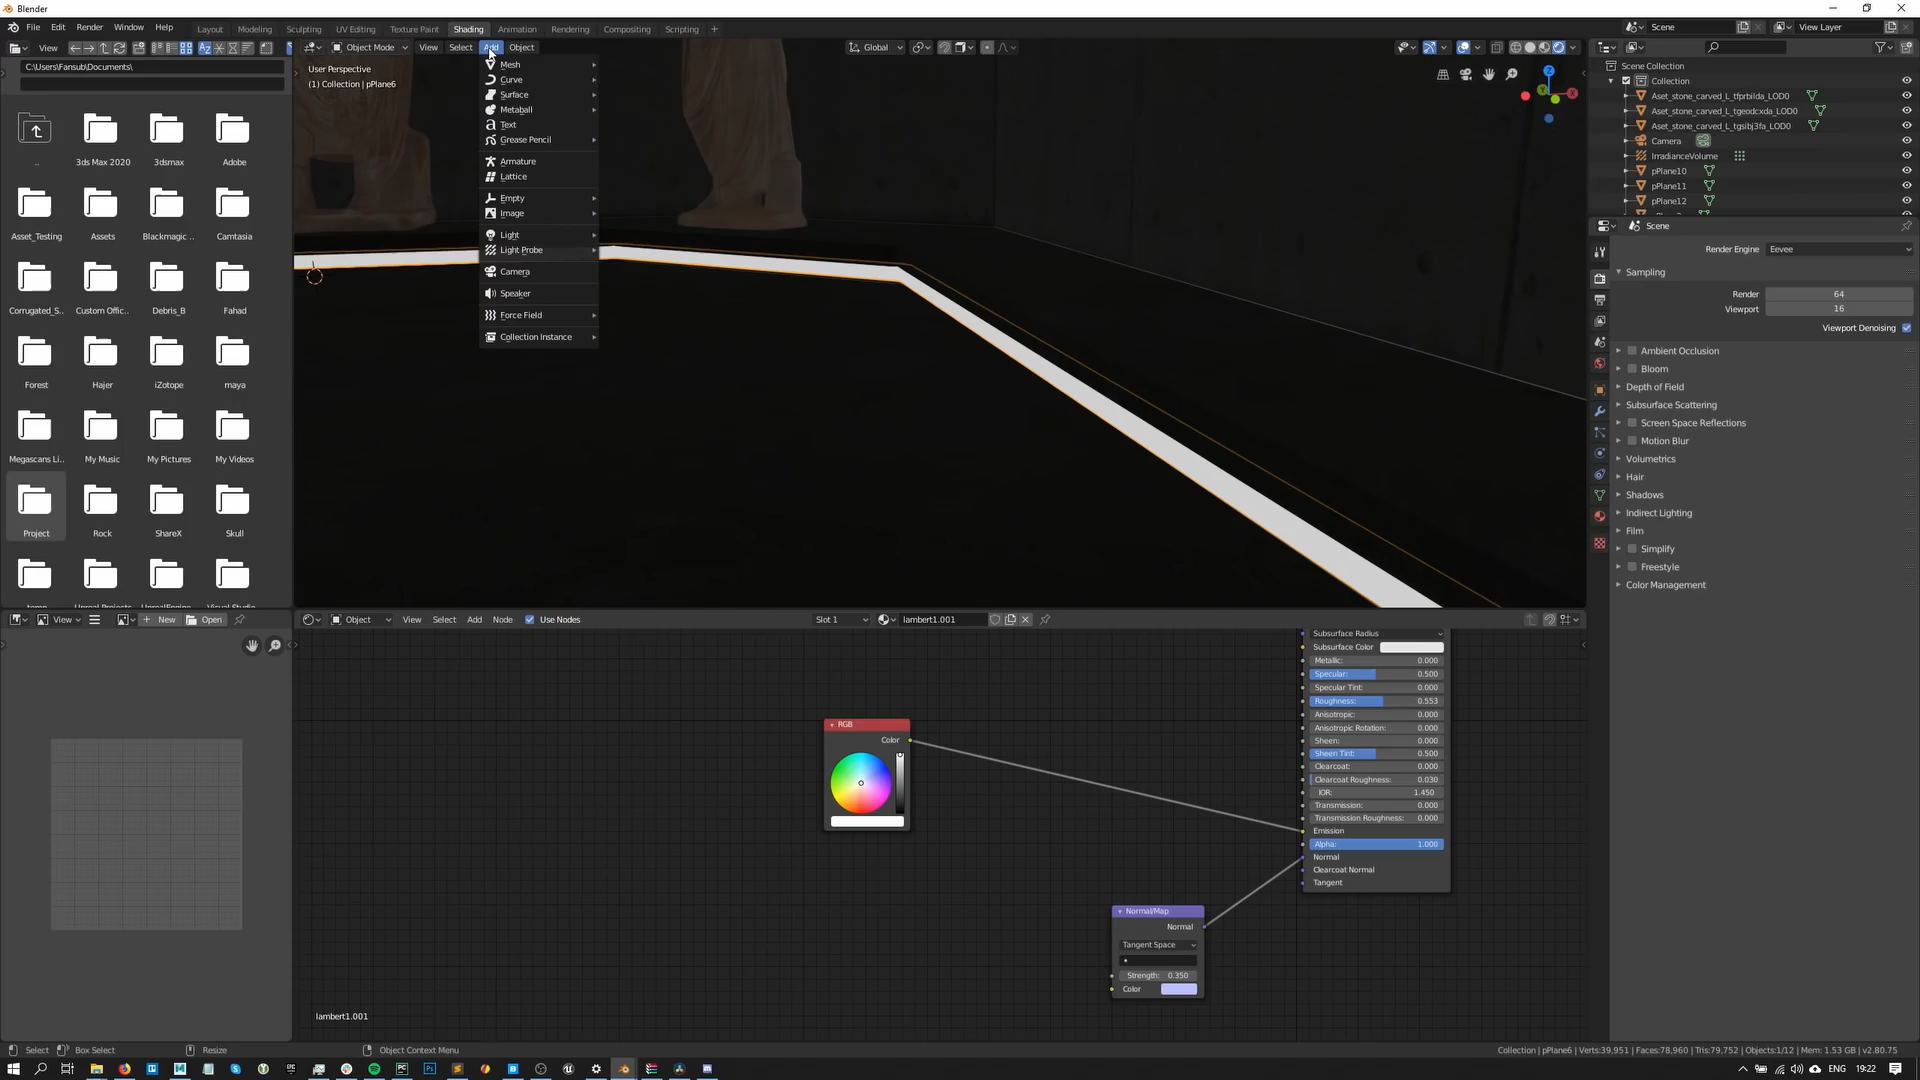 Blender
File Edit Render Window Help
Layout Modeling Sculpting UV Editing Texture Paint Shading Animation Rendering Compositing Scripting +
Scene
View Layer
View
Object Mode View Select Add Object
Global
C:\Users\Fansub\Documents\
..
3ds Max 2020
3dsmax
Adobe
Asset_Testing
Assets
Blackmagic ..
Camtasia
Corrugated_S..
Custom Offic..
Debris_B
Fahad
Forest
Hajer
iZotope
maya
Megascans Li..
My Music
My Pictures
My Videos
Project
Rock
ShareX
Skull
temp
Unreal Projects
UnrealEngine
Visual Studio
User Perspective
(1) Collection | pPlane6
Mesh
Curve
Surface
Metaball
Text
Grease Pencil
Armature
Lattice
Empty
Image
Light
Light Probe
Camera
Speaker
Force Field
Collection Instance
Scene Collection
Collection
Aset_stone_carved_L_tfprbilda_LOD0
Aset_stone_carved_L_tgeodcxda_LOD0
Aset_stone_carved_L_tgsibj3fa_LOD0
Camera
IrradianceVolume
pPlane10
pPlane11
pPlane12
Scene
Render Engine Eevee
Sampling
Render 64
Viewport 16
Viewport Denoising
Ambient Occlusion
Bloom
Depth of Field
Subsurface Scattering
Screen Space Reflections
Motion Blur
Volumetrics
Hair
Shadows
Indirect Lighting
Film
Simplify
Freestyle
Color Management
View New Open
Object View Select Add Node Use Nodes Slot 1 lambert1.001
Subsurface Radius
Subsurface Color
Metallic: 0.000
Specular: 0.500
Specular Tint: 0.000
Roughness: 0.553
Anisotropic: 0.000
Anisotropic Rotation: 0.000
Sheen: 0.000
Sheen Tint: 0.500
Clearcoat: 0.000
Clearcoat Roughness: 0.030
IOR: 1.450
Transmission: 0.000
Transmission Roughness: 0.000
Emission
Alpha: 1.000
Normal
Clearcoat Normal
Tangent
RGB
Color
Normal/Map
Normal
Tangent Space
Strength: 0.350
Color
lambert1.001
Select Box Select Resize Object Context Menu
Collection | pPlane6 | Verts:39,951 | Faces:78,960 | Tris:79,752 | Objects:1/12 | Mem: 1.53 GB | v2.80.75
ENG 19:22